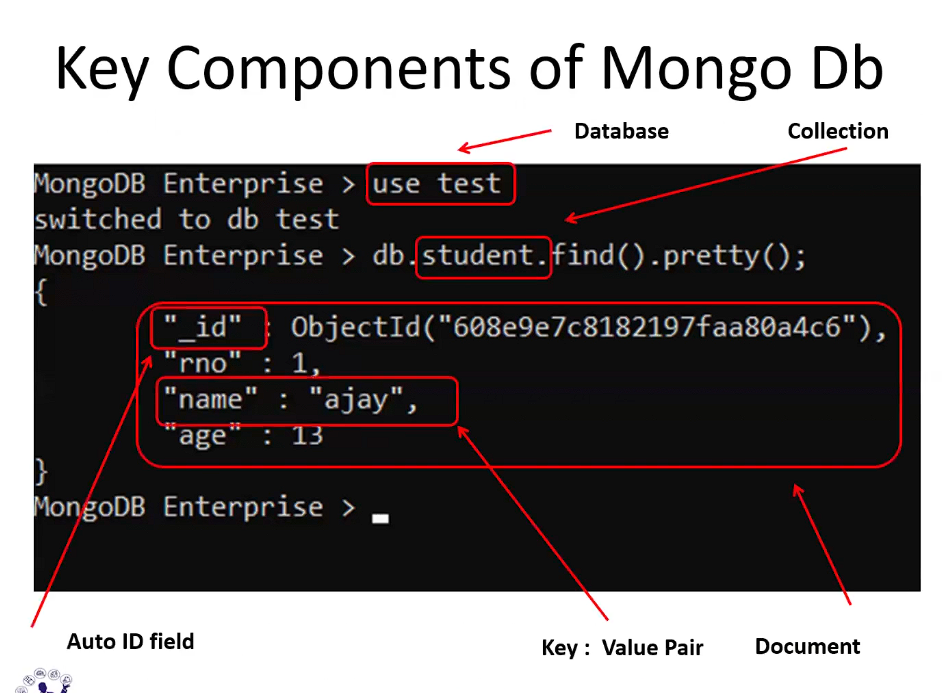 Key Components of Mongo Db
Database
Collection
MongoDB Enterprise > use test
switched to db test
MongoDB Enterprise > db.student.find().pretty();
{
"_id" : ObjectId("608e9e7c8182197faa80a4c6"),
"rno" : 1,
"name" : "ajay",
"age" : 13
}
MongoDB Enterprise >
Auto ID field
Key : Value Pair
Document